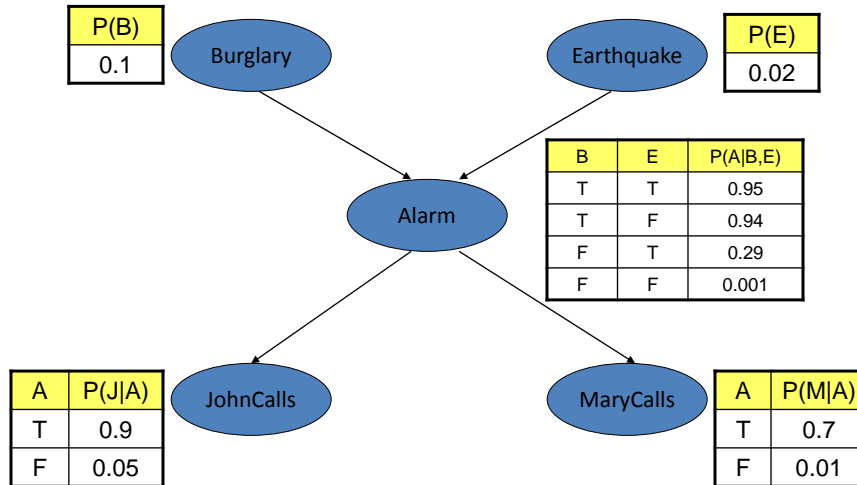 P(B)
0.1
Burglary
Earthquake
P(E)
0.02
B E P(A|B,E)
T T 0.95
T F 0.94
F T 0.29
F F 0.001
Alarm
A P(J|A)
T 0.9
F 0.05
JohnCalls
MaryCalls
A P(M|A)
T 0.7
F 0.01